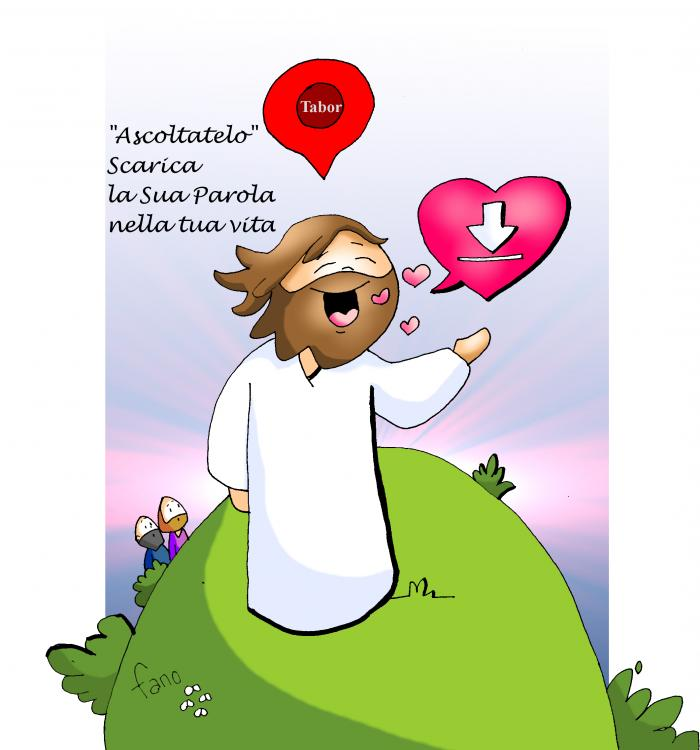 Tabor
"Ascoltatelo"
Scarica
la Sua Parola
nella tua vita
fano